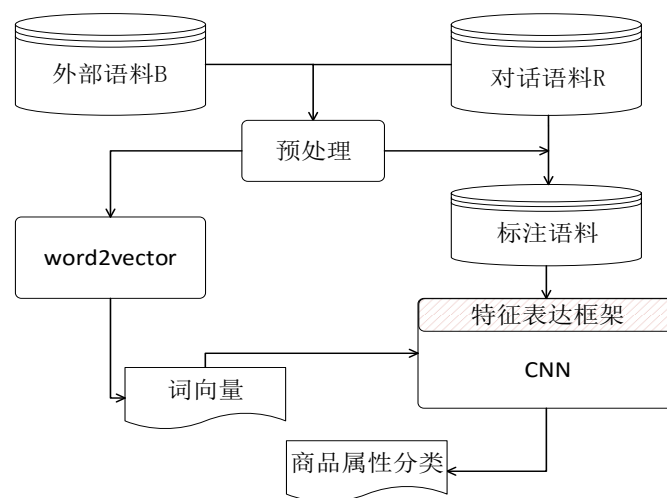 外部语料B
对话语料R
预处理
word2vector
标注语料
特征表达框架
CNN
词向量
商品属性分类